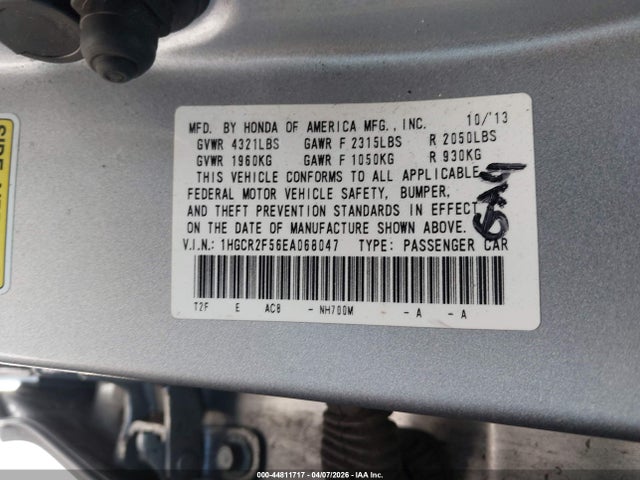 MFD. BY HONDA OF AMERICA MFG., INC. 10/'13
GVWR 4321LBS GAWR F 2315LBS R 2050LBS
GVWR 1960KG GAWR F 1050KG R 930KG
THIS VEHICLE CONFORMS TO ALL APPLICABLE
FEDERAL MOTOR VEHICLE SAFETY, BUMPER,
AND THEFT PREVENTION STANDARDS IN EFFECT
ON THE DATE OF MANUFACTURE SHOWN ABOVE.
V.I.N.: 1HGCR2F56EA068047 TYPE: PASSENGER CAR
T2F E AC8 - NH700M - A - A
000-44811717 - 04/07/2026 - IAA Inc.